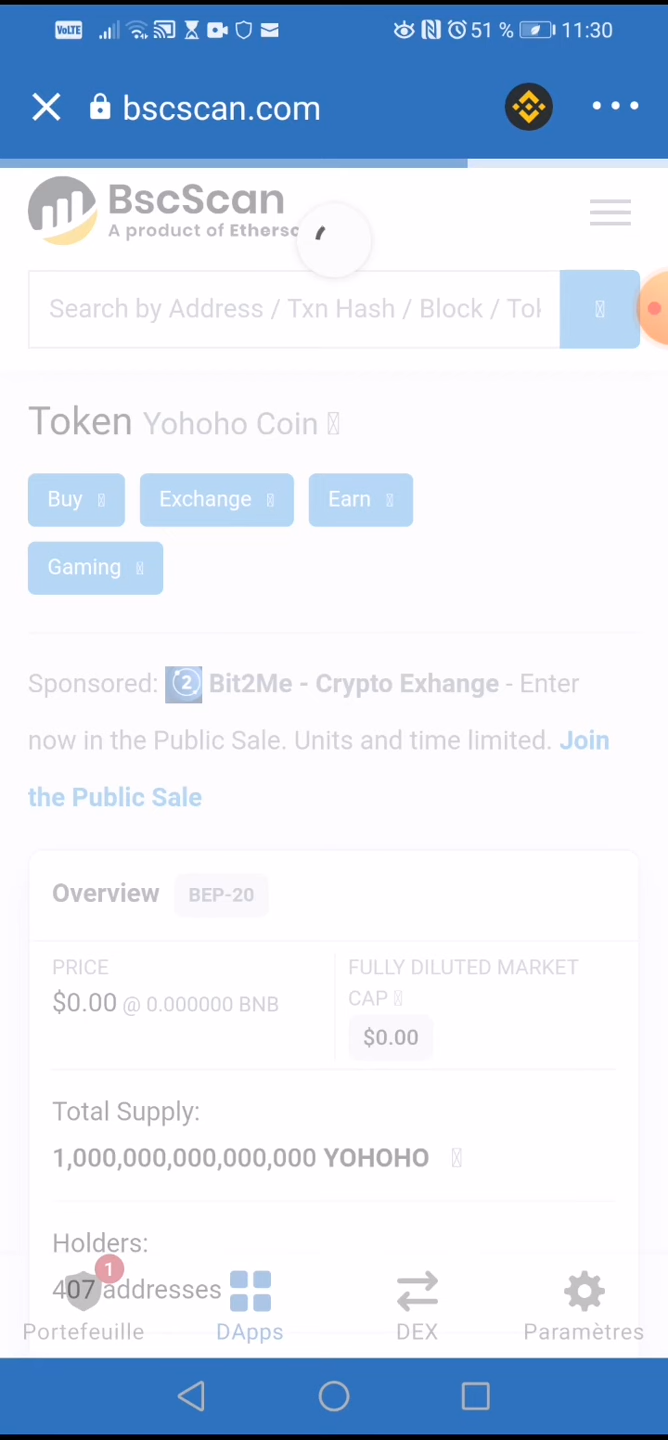 VoLTE 51 % 11:30
bscscan.com
BscScan
A product of Ethersc
Search by Address / Txn Hash / Block / Tok
Token Yohoho Coin
Buy Exchange Earn
Gaming
Sponsored: 2 Bit2Me - Crypto Exhange - Enter
now in the Public Sale. Units and time limited. Join
the Public Sale
Overview BEP-20
PRICE
$0.00 @ 0.000000 BNB
FULLY DILUTED MARKET
CAP
$0.00
Total Supply:
1,000,000,000,000,000 YOHOHO
Holders:
407 addresses
1
Portefeuille DApps DEX Paramètres